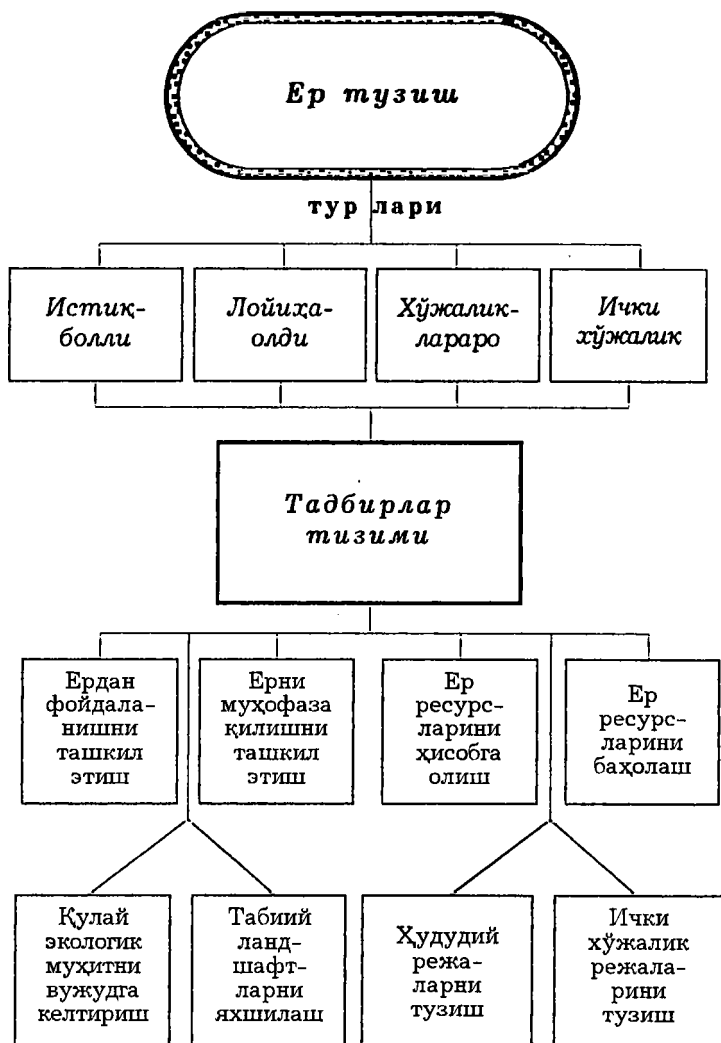 Ер тузиш
тур лари
Истиқ-
болли
Лойиҳа-
олди
Хўжалик-
лараро
Ички
хўжалик
Тадбирлар
тизими
Ердан
фойдала-
нишни
ташкил
этиш
Ерни
муҳофаза
қилишни
ташкил
этиш
Ер
ресурс-
ларини
ҳисобга
олиш
Ер
ресурс-
ларини
баҳолаш
Қулай
экологик
муҳитни
вужудга
келтириш
Табиий
ланд-
шафт-
ларни
яхшилаш
Ҳудудий
режа-
ларни
тузиш
Ички
хўжалик
режала-
рини
тузиш